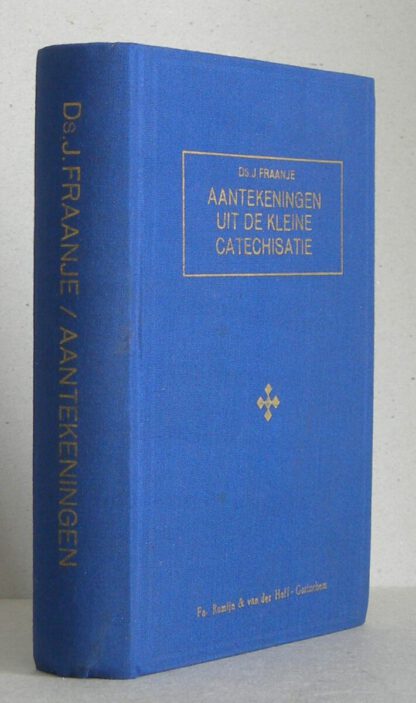 Ds. J. FRAANJE / AANTEKENINGEN
Ds. J. FRAANJE
AANTEKENINGEN
UIT DE KLEINE
CATECHISATIE
Fa. Romijn & van der Hoff - Gorinchem